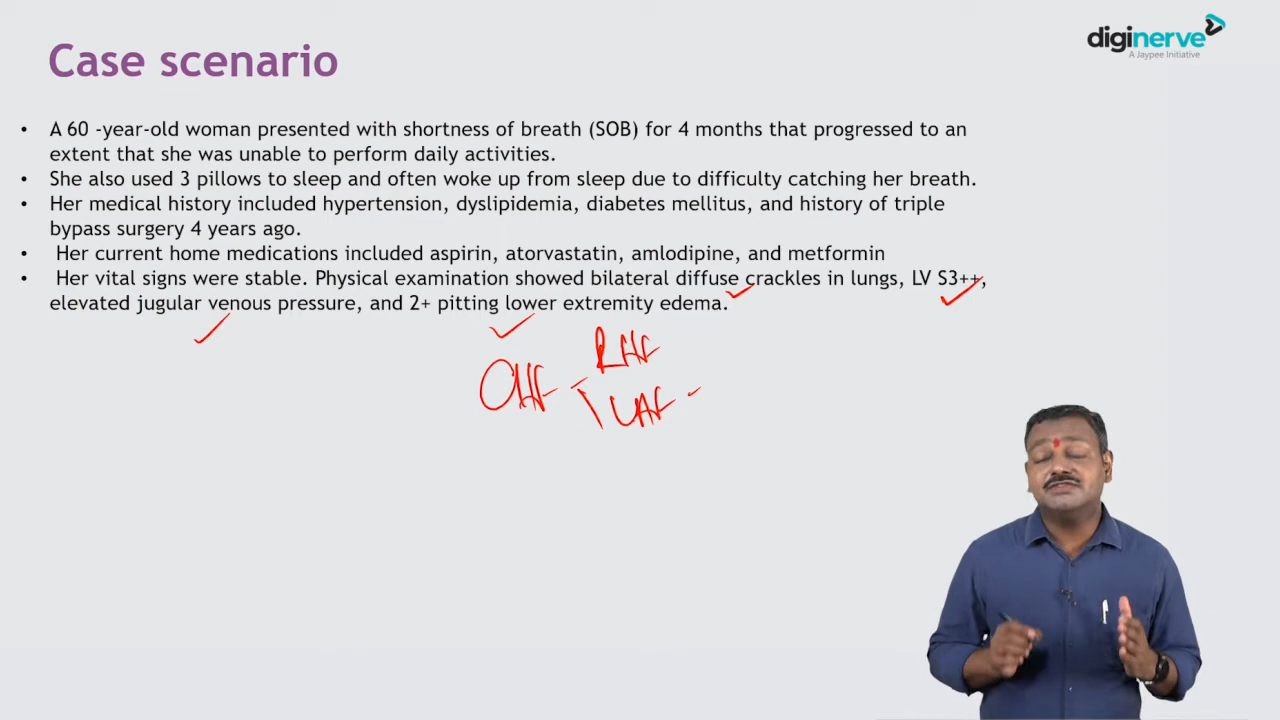 Case scenario
diginerve
A Jaypee Initiative
• A 60 -year-old woman presented with shortness of breath (SOB) for 4 months that progressed to an
extent that she was unable to perform daily activities.
• She also used 3 pillows to sleep and often woke up from sleep due to difficulty catching her breath.
• Her medical history included hypertension, dyslipidemia, diabetes mellitus, and history of triple
bypass surgery 4 years ago.
• Her current home medications included aspirin, atorvastatin, amlodipine, and metformin
• Her vital signs were stable. Physical examination showed bilateral diffuse crackles in lungs, LV S3++,
elevated jugular venous pressure, and 2+ pitting lower extremity edema.
RHF
CHF
LHF